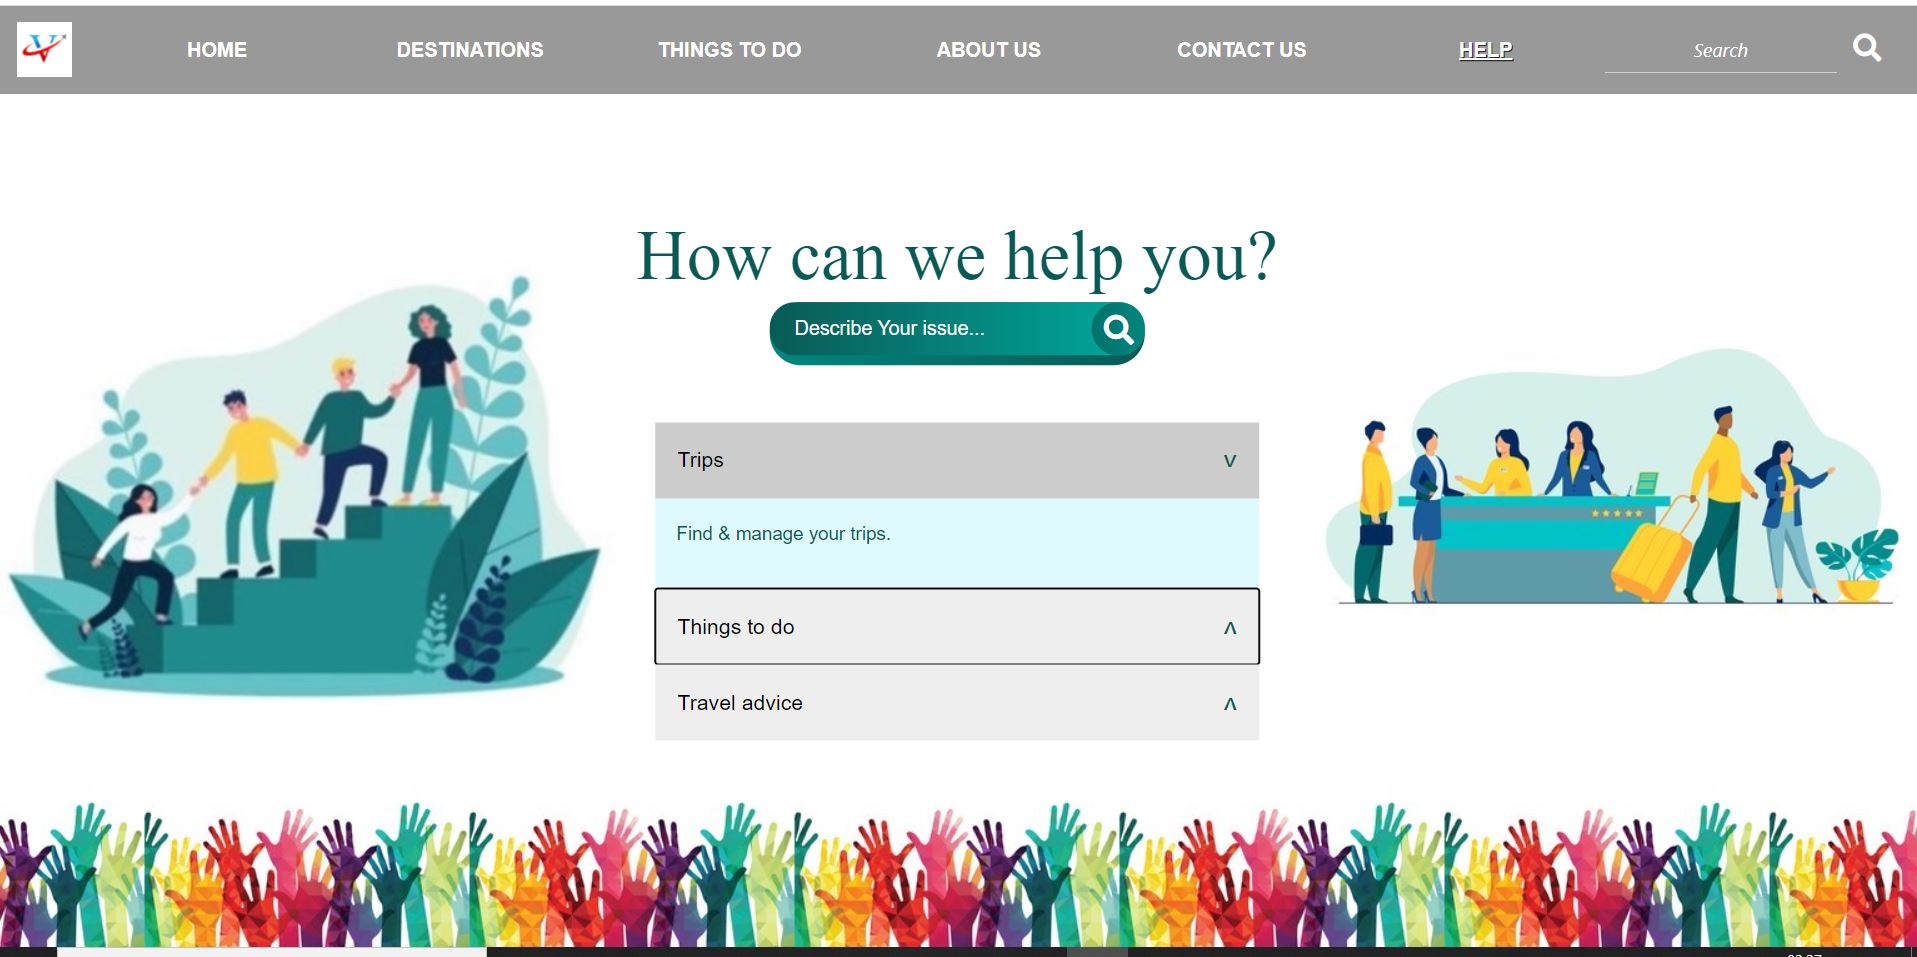 HOME DESTINATIONS THINGS TO DO ABOUT US CONTACT US HELP Search
How can we help you?
Describe Your issue...
Trips
Find & manage your trips.
Things to do
Travel advice